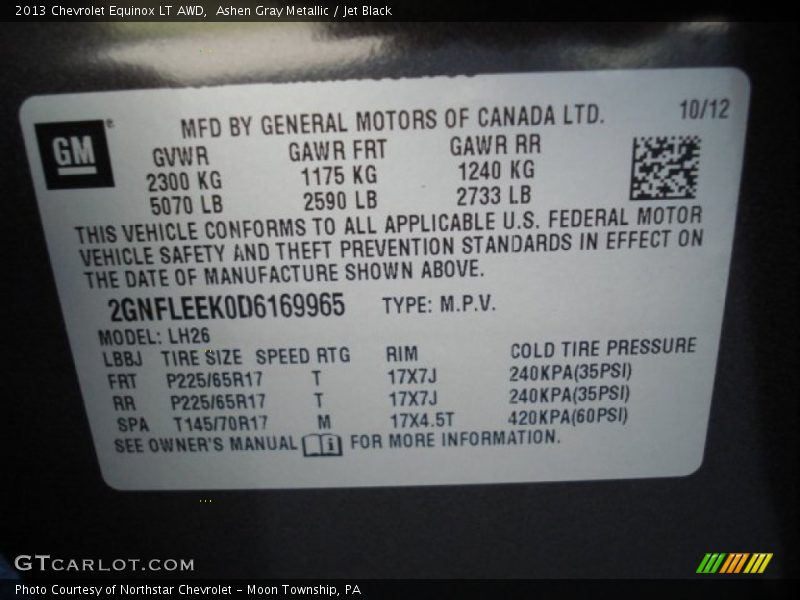 2013 Chevrolet Equinox LT AWD,  Ashen Gray Metallic / Jet Black
GM®
MFD BY GENERAL MOTORS OF CANADA LTD.
10/12
GVWR GAWR FRT GAWR RR
2300 KG 1175 KG 1240 KG
5070 LB 2590 LB 2733 LB
THIS VEHICLE CONFORMS TO ALL APPLICABLE U.S. FEDERAL MOTOR
VEHICLE SAFETY AND THEFT PREVENTION STANDARDS IN EFFECT ON
THE DATE OF MANUFACTURE SHOWN ABOVE.
2GNFLEEK0D6169965 TYPE: M.P.V.
MODEL: LH26
LBBJ TIRE SIZE SPEED RTG RIM COLD TIRE PRESSURE
FRT P225/65R17 T 17X7J 240KPA(35PSI)
RR P225/65R17 T 17X7J 240KPA(35PSI)
SPA T145/70R17 M 17X4.5T 420KPA(60PSI)
SEE OWNER'S MANUAL i FOR MORE INFORMATION.
GTCARLOT.COM
Photo Courtesy of Northstar Chevrolet - Moon Township, PA